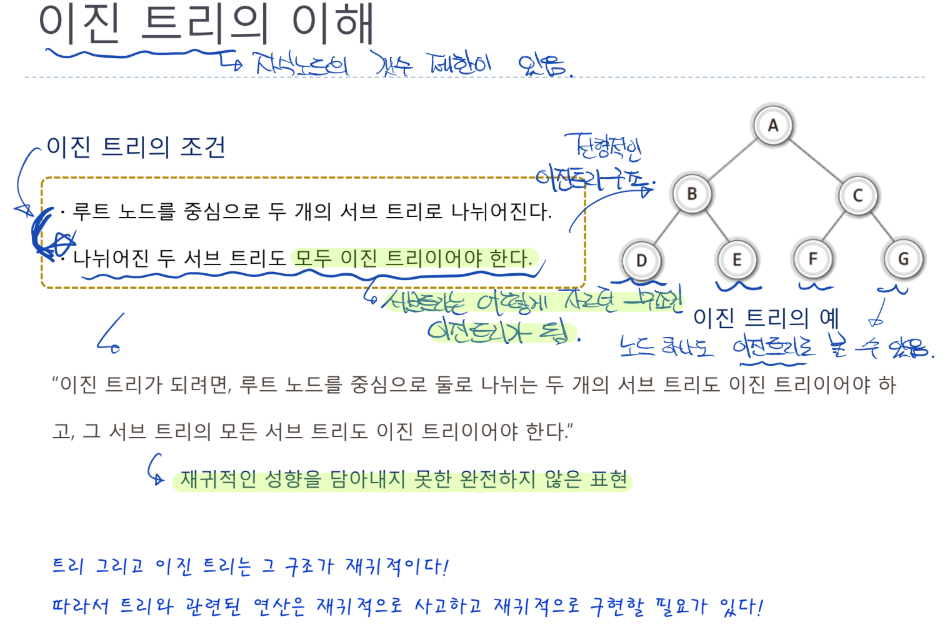 이진 트리의 이해
↳ 자식노드의 갯수 제한이 있음.
이진 트리의 조건
· 루트 노드를 중심으로 두 개의 서브 트리로 나뉘어진다.
· 나뉘어진 두 서브 트리도 모두 이진 트리이어야 한다.
서브트리는 어떻게 자르던 무조건
이진트리가 됨.
전형적인
이진트리 구조.
A
B
C
D
E
F
G
이진 트리의 예
노드 하나도 이진트리로 볼 수 있음.
“이진 트리가 되려면, 루트 노드를 중심으로 둘로 나뉘는 두 개의 서브 트리도 이진 트리이어야 하
고, 그 서브 트리의 모든 서브 트리도 이진 트리이어야 한다.”
재귀적인 성향을 담아내지 못한 완전하지 않은 표현
트리 그리고 이진 트리는 그 구조가 재귀적이다!
따라서 트리와 관련된 연산은 재귀적으로 사고하고 재귀적으로 구현할 필요가 있다!